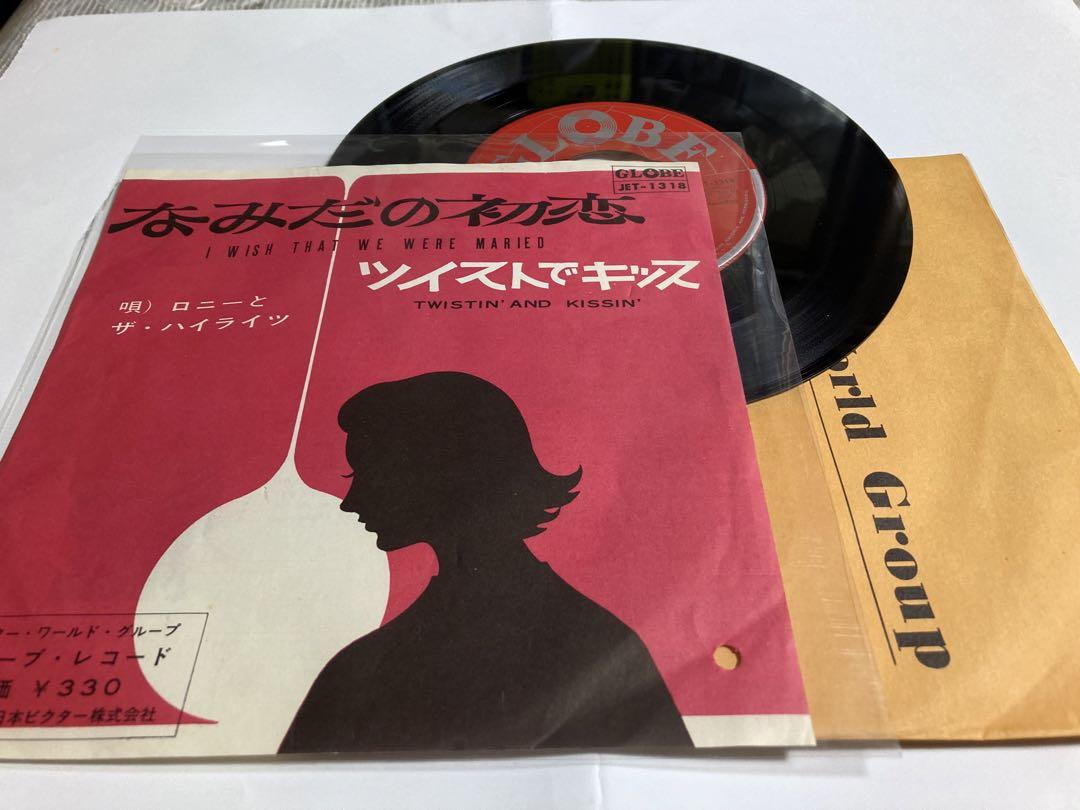 GLOBE
JET-1318
なみだの初恋
I WISH THAT WE WERE MARIED
ツイストでキッス
TWISTIN' AND KISSIN'
唄）ロニーと
ザ・ハイライツ
ター・ワールド・グループ
ーブ・レコード
価 ￥330
日本ビクター株式会社
GLOBE
orld Group